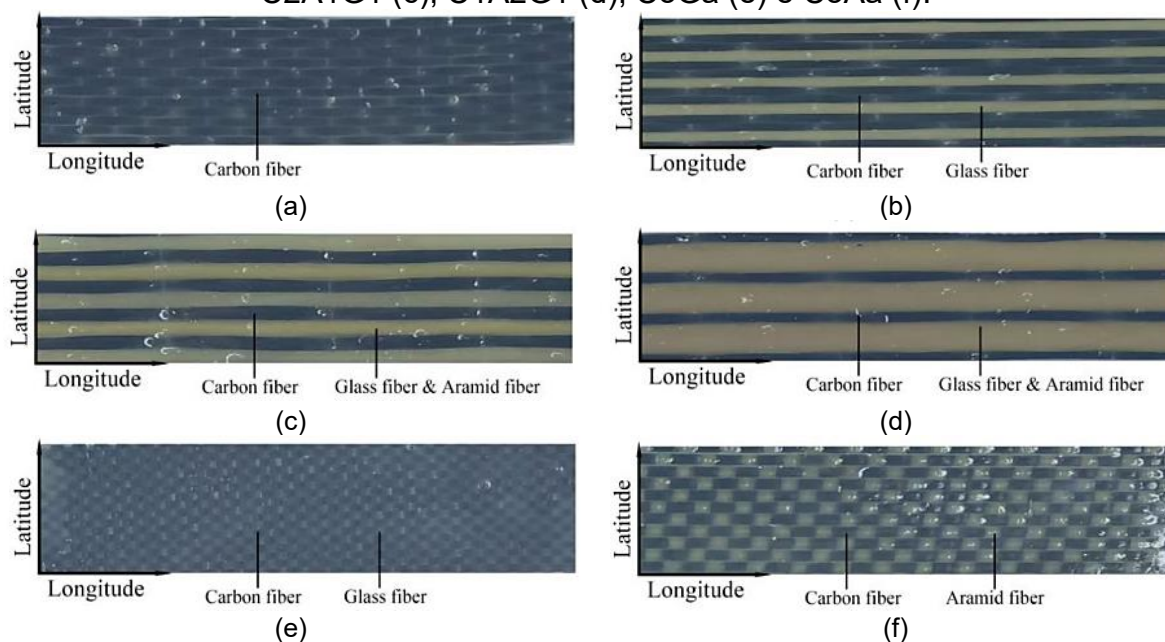 Latitude
Longitude
Carbon fiber
(a)
Latitude
Longitude
Carbon fiber
Glass fiber
(b)
Latitude
Longitude
Carbon fiber
Glass fiber & Aramid fiber
(c)
Latitude
Longitude
Carbon fiber
Glass fiber & Aramid fiber
(d)
Latitude
Longitude
Carbon fiber
Glass fiber
(e)
Latitude
Longitude
Carbon fiber
Aramid fiber
(f)